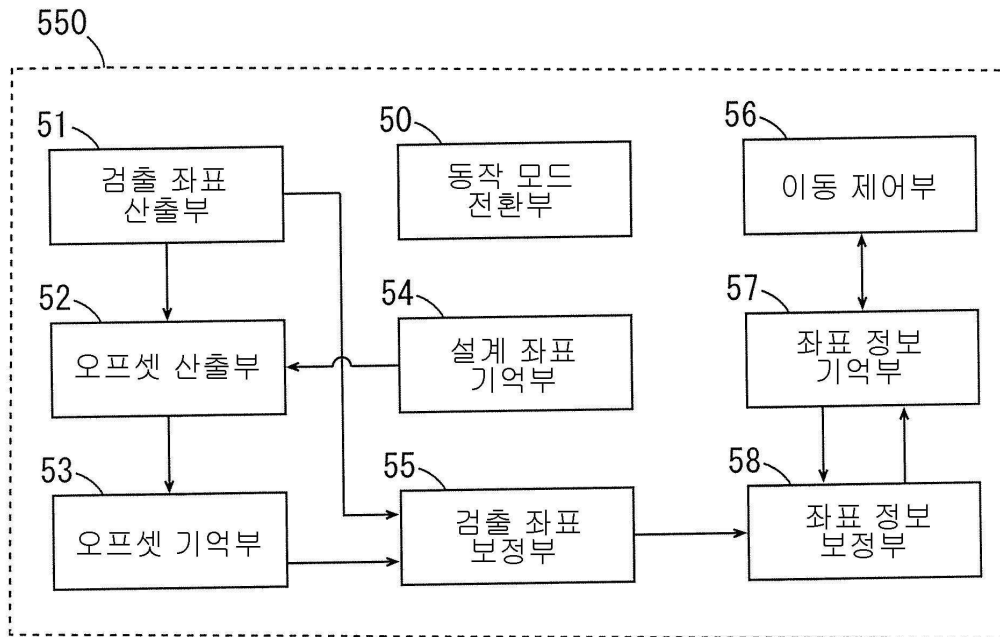 550
51
검출 좌표
산출부
50
동작 모드
전환부
56
이동 제어부
52
오프셋 산출부
54
설계 좌표
기억부
57
좌표 정보
기억부
53
오프셋 기억부
55
검출 좌표
보정부
58
좌표 정보
보정부